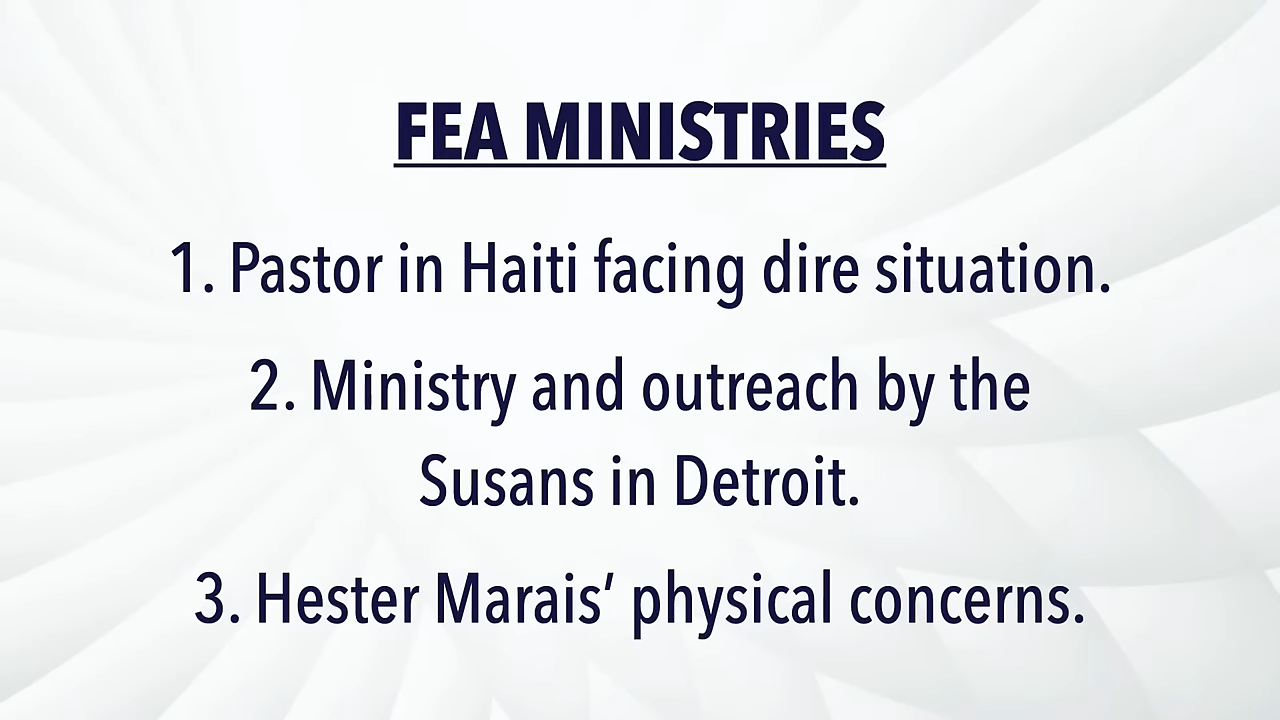 FEA MINISTRIES
1. Pastor in Haiti facing dire situation.
2. Ministry and outreach by the
Susans in Detroit.
3. Hester Marais’ physical concerns.